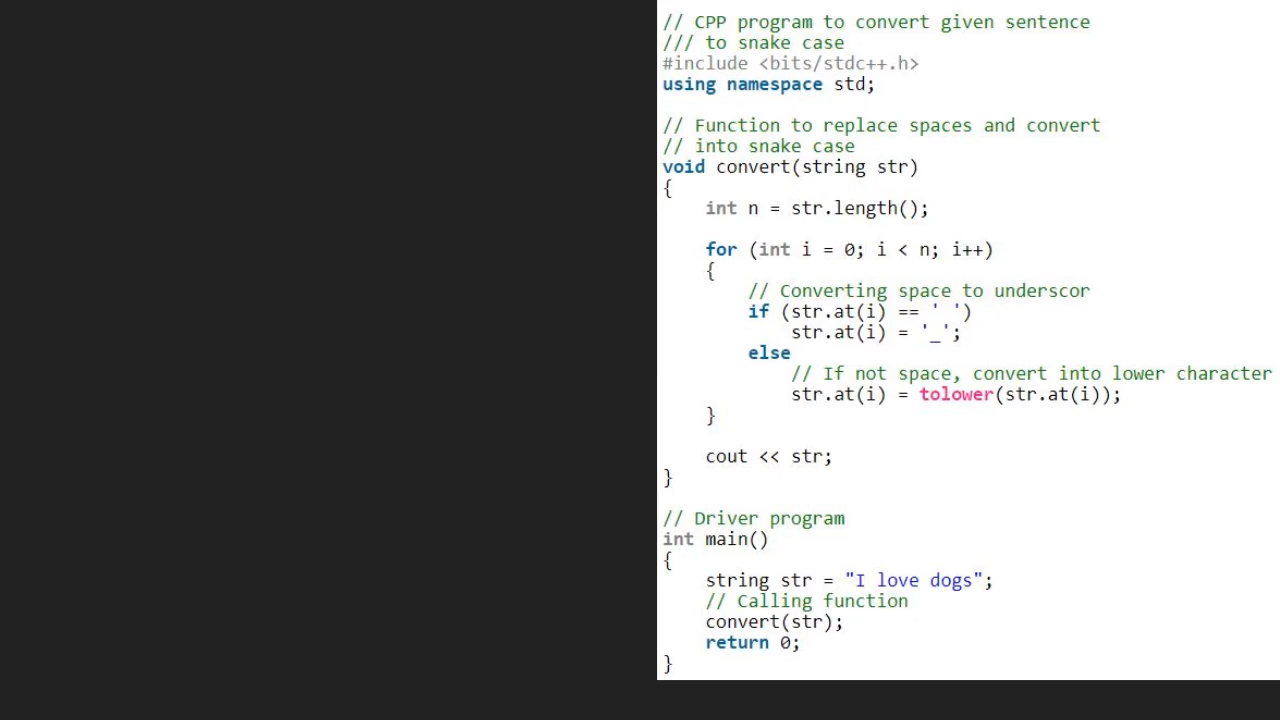 // CPP program to convert given sentence
/// to snake case
#include <bits/stdc++.h>
using namespace std;

// Function to replace spaces and convert
// into snake case
void convert(string str)
{
    int n = str.length();

    for (int i = 0; i < n; i++)
    {
        // Converting space to underscor
        if (str.at(i) == ' ')
            str.at(i) = '_';
        else
            // If not space, convert into lower character
            str.at(i) = tolower(str.at(i));
    }

    cout << str;
}

// Driver program
int main()
{
    string str = "I love dogs";
    // Calling function
    convert(str);
    return 0;
}